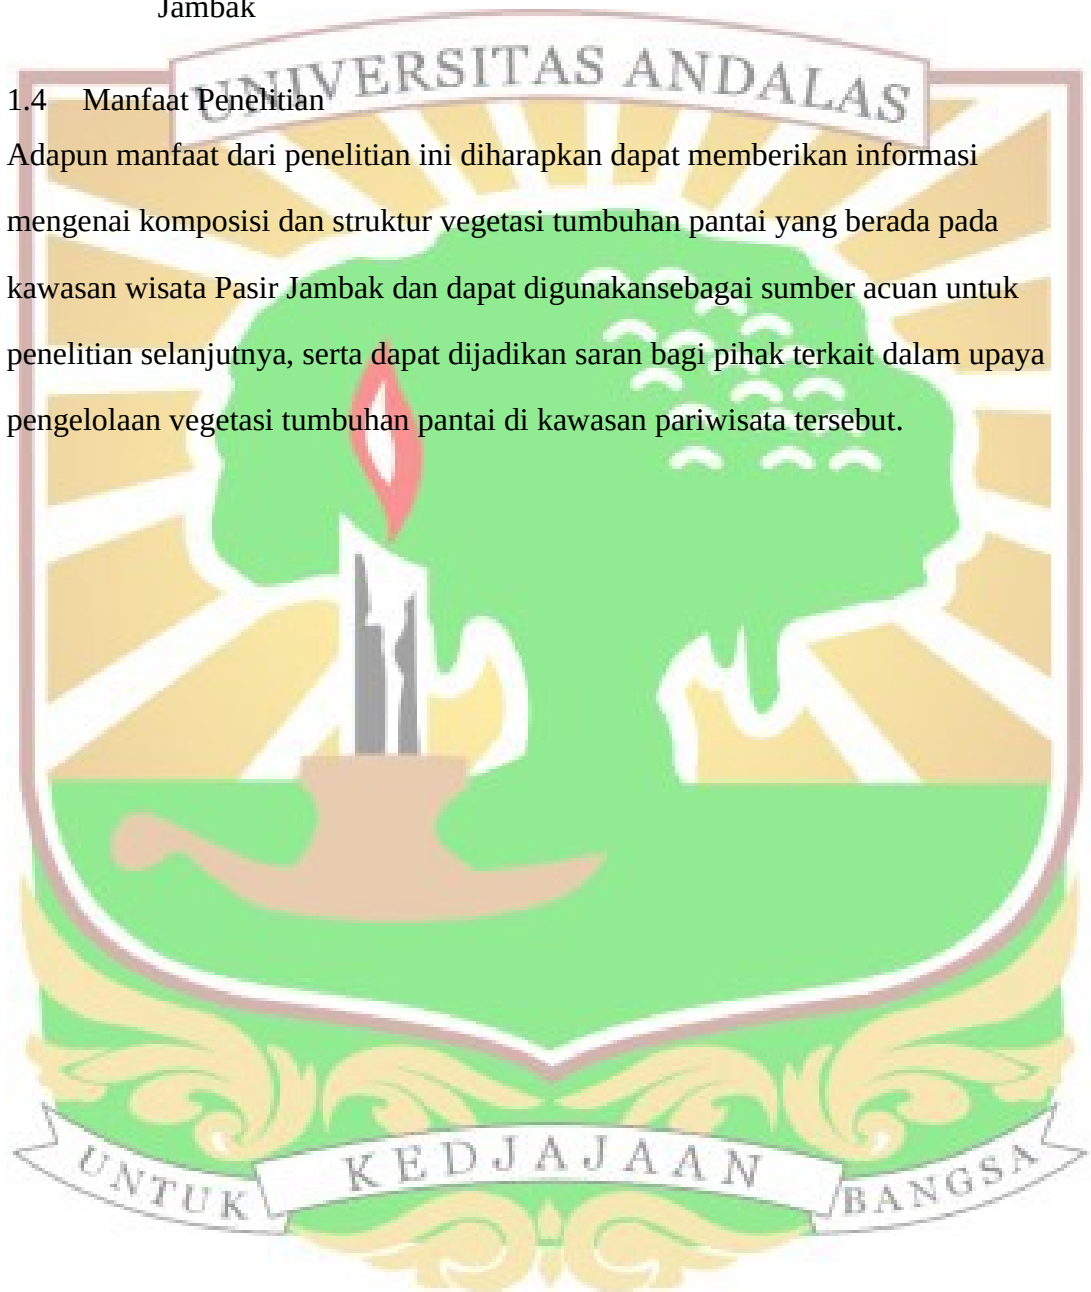 Jambak
UNIVERSITAS ANDALAS
1.4 Manfaat Penelitian
Adapun manfaat dari penelitian ini diharapkan dapat memberikan informasi
mengenai komposisi dan struktur vegetasi tumbuhan pantai yang berada pada
kawasan wisata Pasir Jambak dan dapat digunakansebagai sumber acuan untuk
penelitian selanjutnya, serta dapat dijadikan saran bagi pihak terkait dalam upaya
pengelolaan vegetasi tumbuhan pantai di kawasan pariwisata tersebut.
UNTUK KEDJAJAAN BANGSA